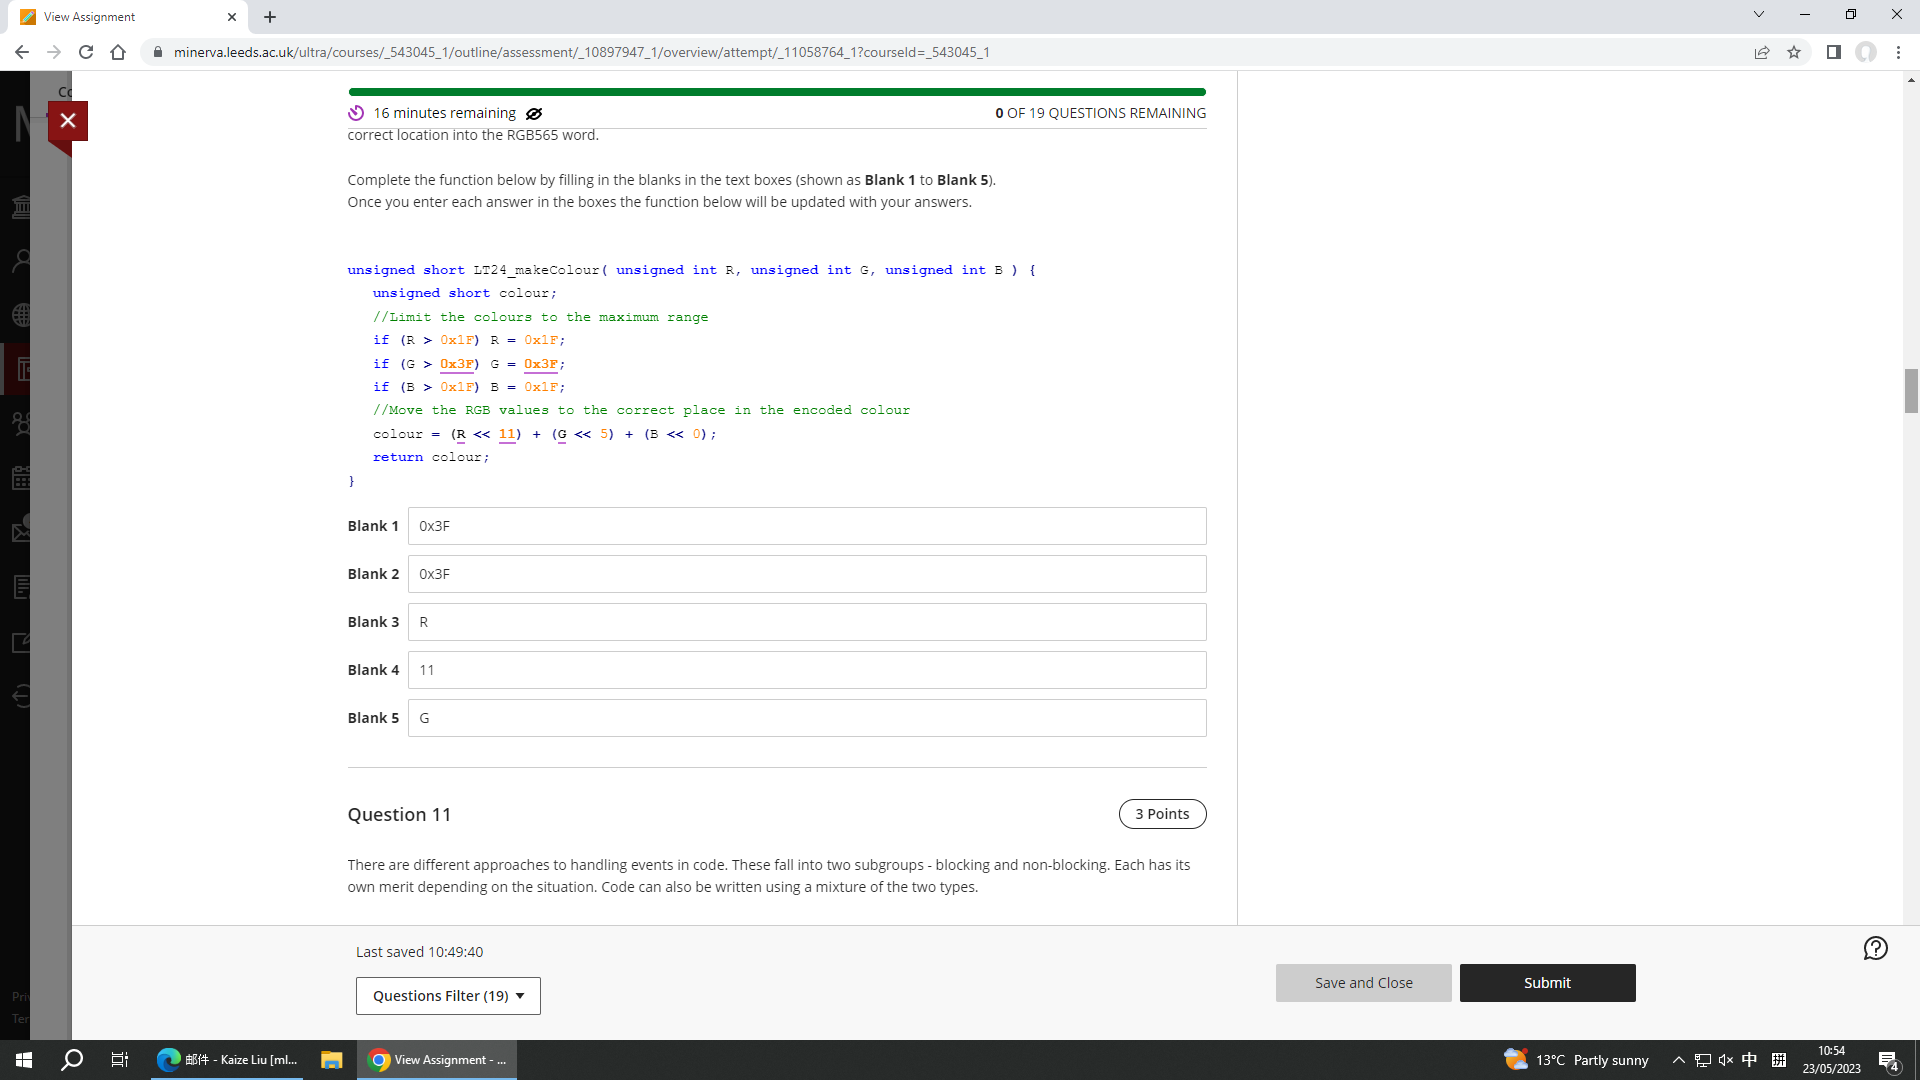 View Assignment
minerva.leeds.ac.uk/ultra/courses/_543045_1/outline/assessment/_10897947_1/overview/attempt/_11058764_1?courseId=_543045_1
16 minutes remaining
0 OF 19 QUESTIONS REMAINING
correct location into the RGB565 word.
Complete the function below by filling in the blanks in the text boxes (shown as Blank 1 to Blank 5).
Once you enter each answer in the boxes the function below will be updated with your answers.
unsigned short LT24_makeColour( unsigned int R, unsigned int G, unsigned int B ) {
unsigned short colour;
//Limit the colours to the maximum range
if (R > 0x1F) R = 0x1F;
if (G > 0x3F) G = 0x3F;
if (B > 0x1F) B = 0x1F;
//Move the RGB values to the correct place in the encoded colour
colour = (R << 11) + (G << 5) + (B << 0);
return colour;
}
Blank 1 0x3F
Blank 2 0x3F
Blank 3 R
Blank 4 11
Blank 5 G
Question 11
3 Points
There are different approaches to handling events in code. These fall into two subgroups - blocking and non-blocking. Each has its
own merit depending on the situation. Code can also be written using a mixture of the two types.
Last saved 10:49:40
Questions Filter (19)
Save and Close
Submit
邮件 - Kaize Liu [ml...
View Assignment - ...
13°C Partly sunny
中
拼
10:54
23/05/2023
4